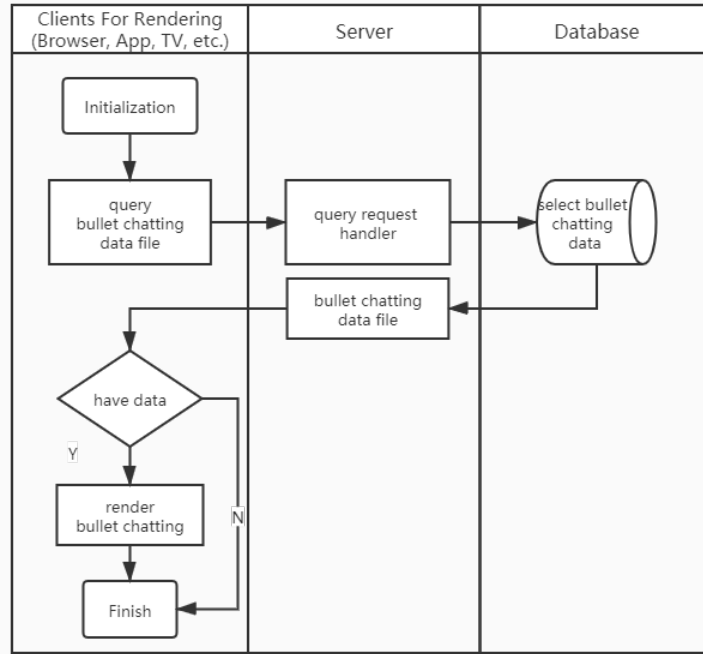 Clients For Rendering
(Browser, App, TV, etc.)
Server
Database
Initialization
query
bullet chatting
data file
query request
handler
select bullet
chatting
data
bullet chatting
data file
have data
Y
render
bullet chatting
N
Finish